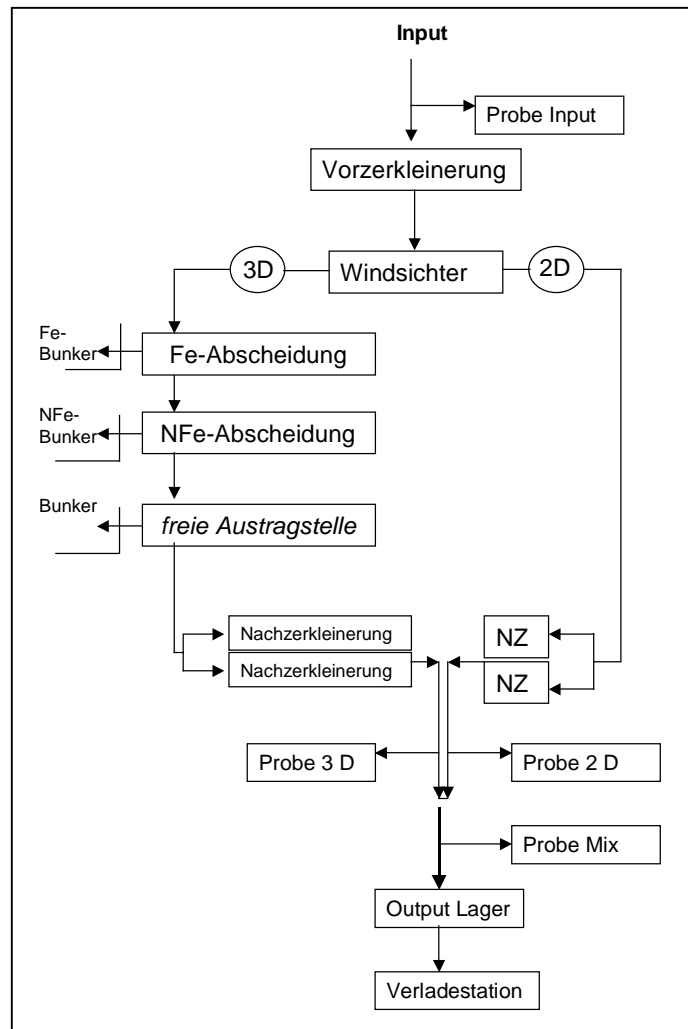 Input
Probe Input
Vorzerkleinerung
3D
Windsichter
2D
Fe-
Bunker
Fe-Abscheidung
NFe-
Bunker
NFe-Abscheidung
Bunker
freie Austragstelle
Nachzerkleinerung
NZ
Nachzerkleinerung
NZ
Probe 3 D
Probe 2 D
Probe Mix
Output Lager
Verladestation